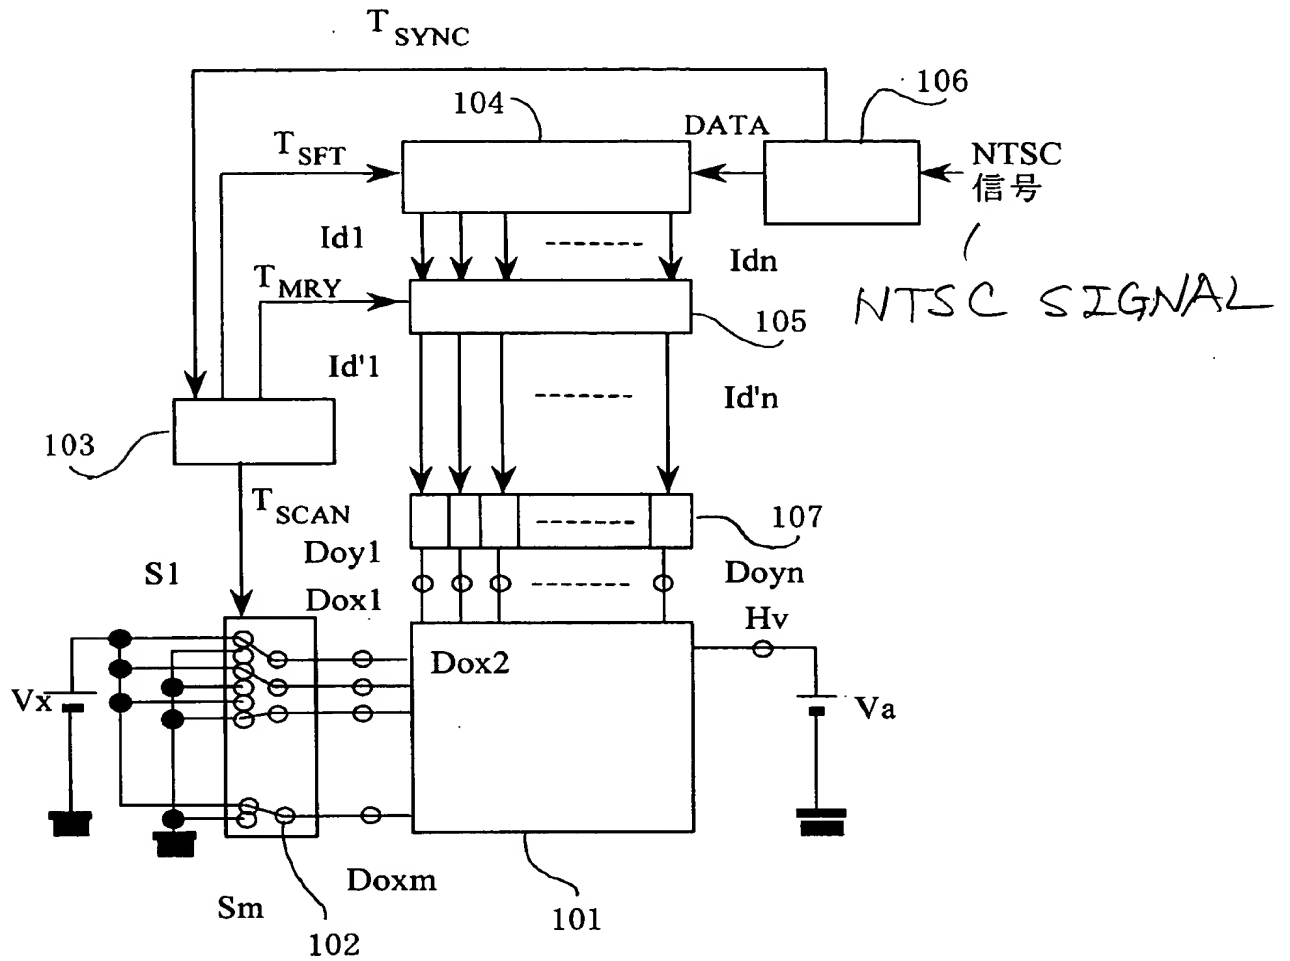 T SYNC
106
104
DATA
T SFT
NTSC
信号
Id1
Idn
T MRY
NTSC SIGNAL
105
Id'1
Id'n
103
T SCAN
107
Doy1
Doyn
S1
Dox1
Hv
Dox2
Vx
Va
Doxm
Sm
101
102